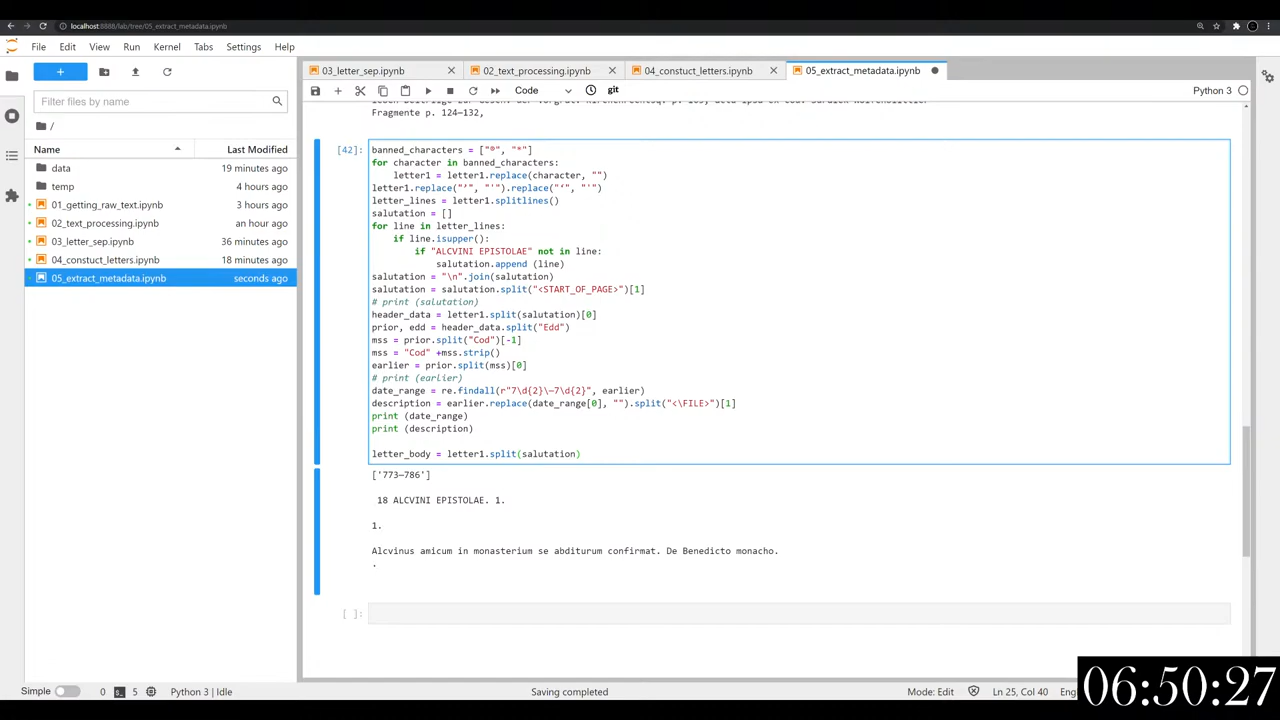 localhost:8888/lab/tree/05_extract_metadata.ipynb
File Edit View Run Kernel Tabs Settings Help
03_letter_sep.ipynb 02_text_processing.ipynb 04_constuct_letters.ipynb 05_extract_metadata.ipynb
Filter files by name
Code
git
Python 3
/
Name Last Modified
data 19 minutes ago
temp 4 hours ago
01_getting_raw_text.ipynb 3 hours ago
02_text_processing.ipynb an hour ago
03_letter_sep.ipynb 36 minutes ago
04_constuct_letters.ipynb 18 minutes ago
05_extract_metadata.ipynb seconds ago
Fragmente p. 124—132,
[42]:
banned_characters = ["®", "*"]
for character in banned_characters:
letter1 = letter1.replace(character, "")
letter1.replace("’", "'").replace("‘", "'")
letter_lines = letter1.splitlines()
salutation = []
for line in letter_lines:
if line.isupper():
if "ALCVINI EPISTOLAE" not in line:
salutation.append (line)
salutation = "\n".join(salutation)
salutation = salutation.split("<START_OF_PAGE>")[1]
# print (salutation)
header_data = letter1.split(salutation)[0]
prior, edd = header_data.split("Edd")
mss = prior.split("Cod")[-1]
mss = "Cod" +mss.strip()
earlier = prior.split(mss)[0]
# print (earlier)
date_range = re.findall(r"7\d{2}\—7\d{2}", earlier)
description = earlier.replace(date_range[0], "").split("<\FILE>")[1]
print (date_range)
print (description)
letter_body = letter1.split(salutation)
['773—786']
18 ALCVINI EPISTOLAE. 1.
1.
Alcvinus amicum in monasterium se abditurum confirmat. De Benedicto monacho.
.
[ ]:
Simple 0 5 Python 3 | Idle Saving completed Mode: Edit Ln 25, Col 40
06:50:27